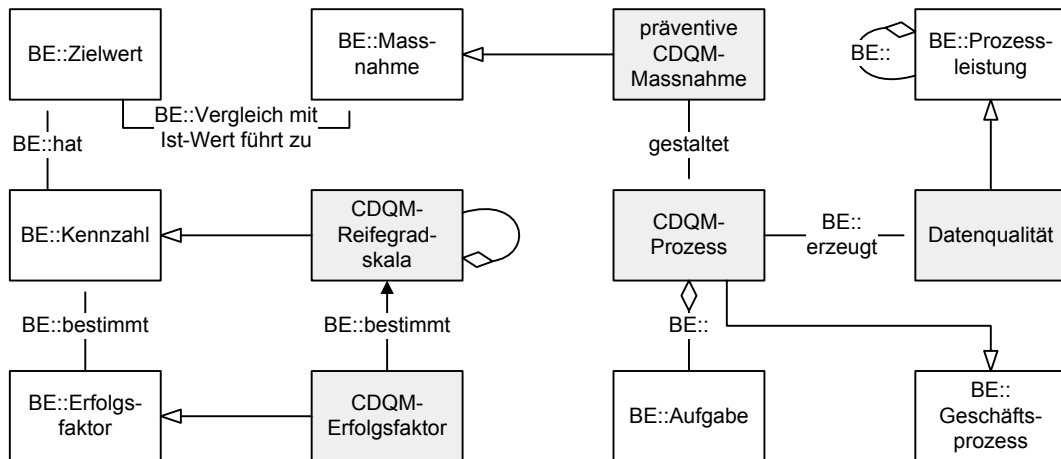 BE::Zielwert
BE::Mass-
nahme
präventive
CDQM-
Massnahme
BE::
BE::Prozess-
leistung
BE::Vergleich mit
Ist-Wert führt zu
BE::hat
gestaltet
BE::Kennzahl
CDQM-
Reifegrad-
skala
CDQM-
Prozess
BE::
erzeugt
Datenqualität
BE::bestimmt
BE::bestimmt
BE::
BE::Erfolgs-
faktor
CDQM-
Erfolgsfaktor
BE::Aufgabe
BE::
Geschäfts-
prozess